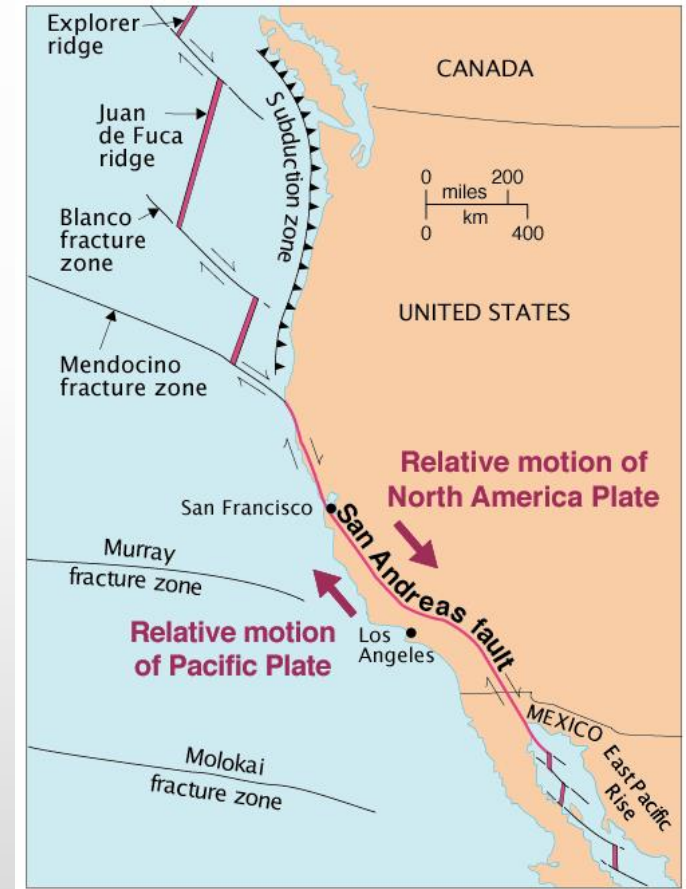 Explorer
ridge
Juan
de Fuca
ridge
Blanco
fracture
zone
Mendocino
fracture zone
Subduction zone
CANADA
0 200
miles
km
0 400
UNITED STATES
Relative motion of
North America Plate
San Francisco
San Andreas fault
Murray
fracture zone
Relative motion
of Pacific Plate
Los
Angeles
MEXICO
East Pacific
Rise
Molokai
fracture zone